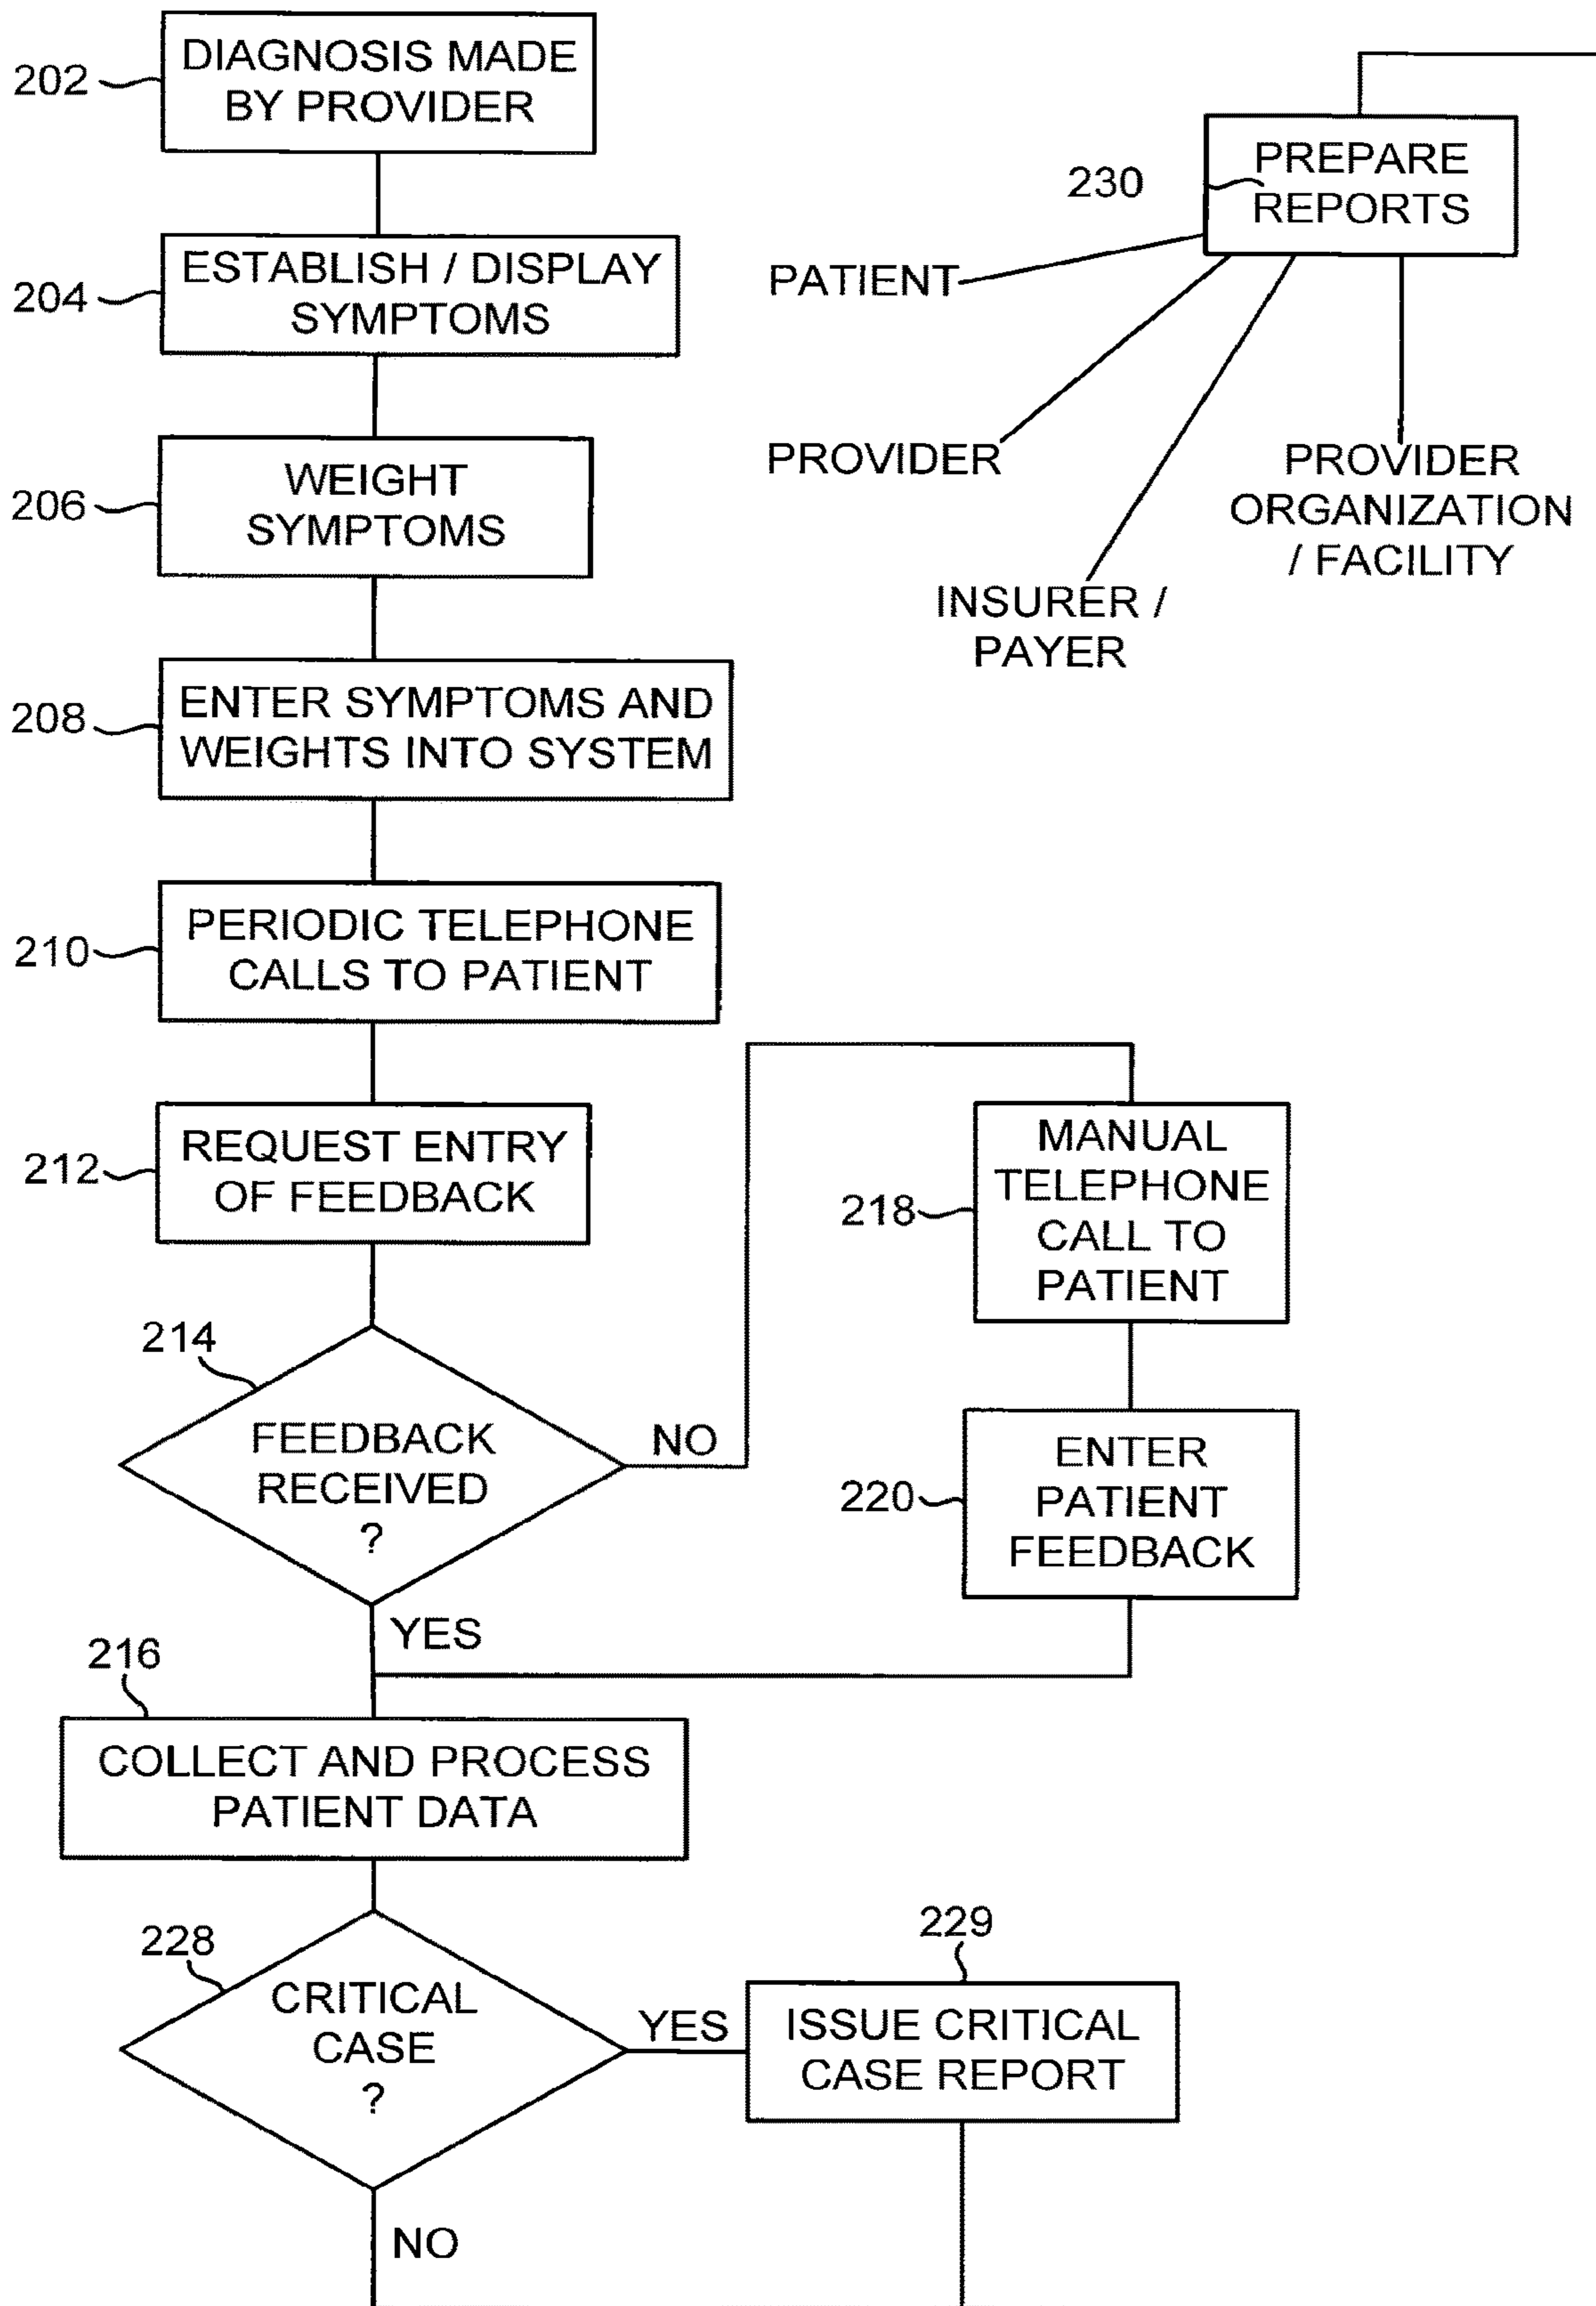 202
DIAGNOSIS MADE
BY PROVIDER
204
ESTABLISH / DISPLAY
SYMPTOMS
206
WEIGHT
SYMPTOMS
208
ENTER SYMPTOMS AND
WEIGHTS INTO SYSTEM
210
PERIODIC TELEPHONE
CALLS TO PATIENT
212
REQUEST ENTRY
OF FEEDBACK
214
FEEDBACK
RECEIVED
?
NO
YES
218
MANUAL
TELEPHONE
CALL TO
PATIENT
220
ENTER
PATIENT
FEEDBACK
216
COLLECT AND PROCESS
PATIENT DATA
228
CRITICAL
CASE
?
YES
NO
229
ISSUE CRITICAL
CASE REPORT
230
PREPARE
REPORTS
PATIENT
PROVIDER
INSURER /
PAYER
PROVIDER
ORGANIZATION
/ FACILITY